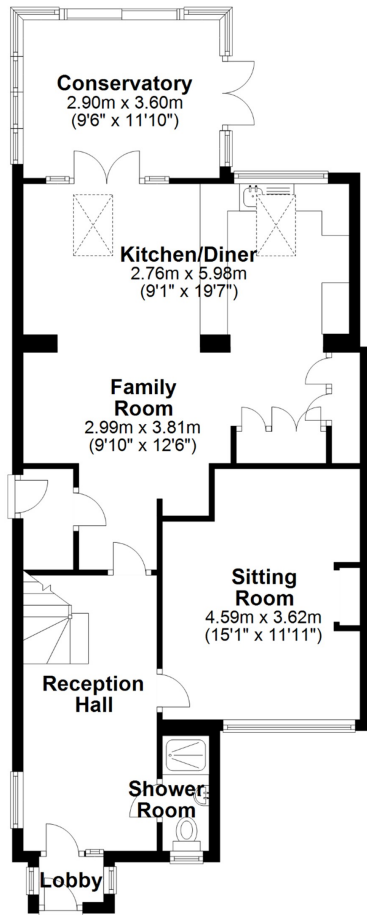 Conservatory
2.90m x 3.60m
(9'6" x 11'10")
Kitchen/Diner
2.76m x 5.98m
(9'1" x 19'7")
Family
Room
2.99m x 3.81m
(9'10" x 12'6")
Sitting
Room
4.59m x 3.62m
(15'1" x 11'11")
Reception
Hall
Shower
Room
Lobby